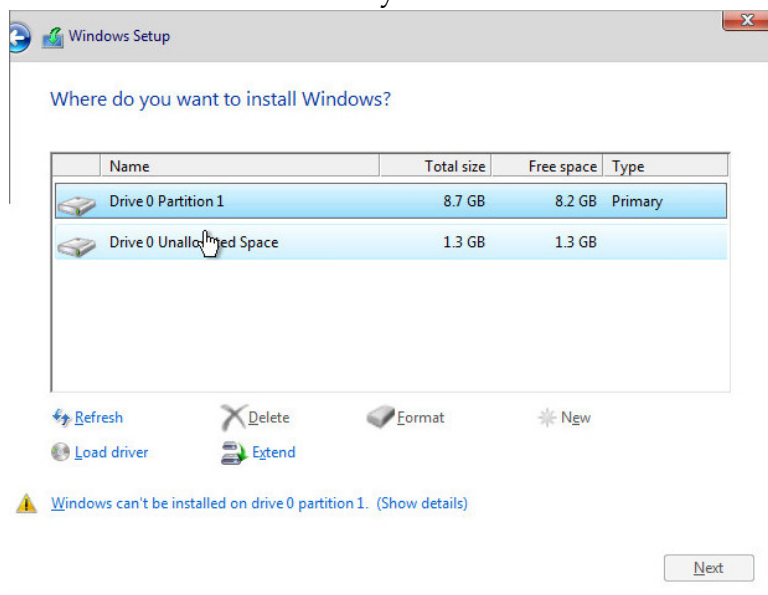 Windows Setup
Where do you want to install Windows?
Name Total size Free space Type
Drive 0 Partition 1 8.7 GB 8.2 GB Primary
Drive 0 Unallocated Space 1.3 GB 1.3 GB
Refresh Delete Format New
Load driver Extend
Windows can't be installed on drive 0 partition 1. (Show details)
Next